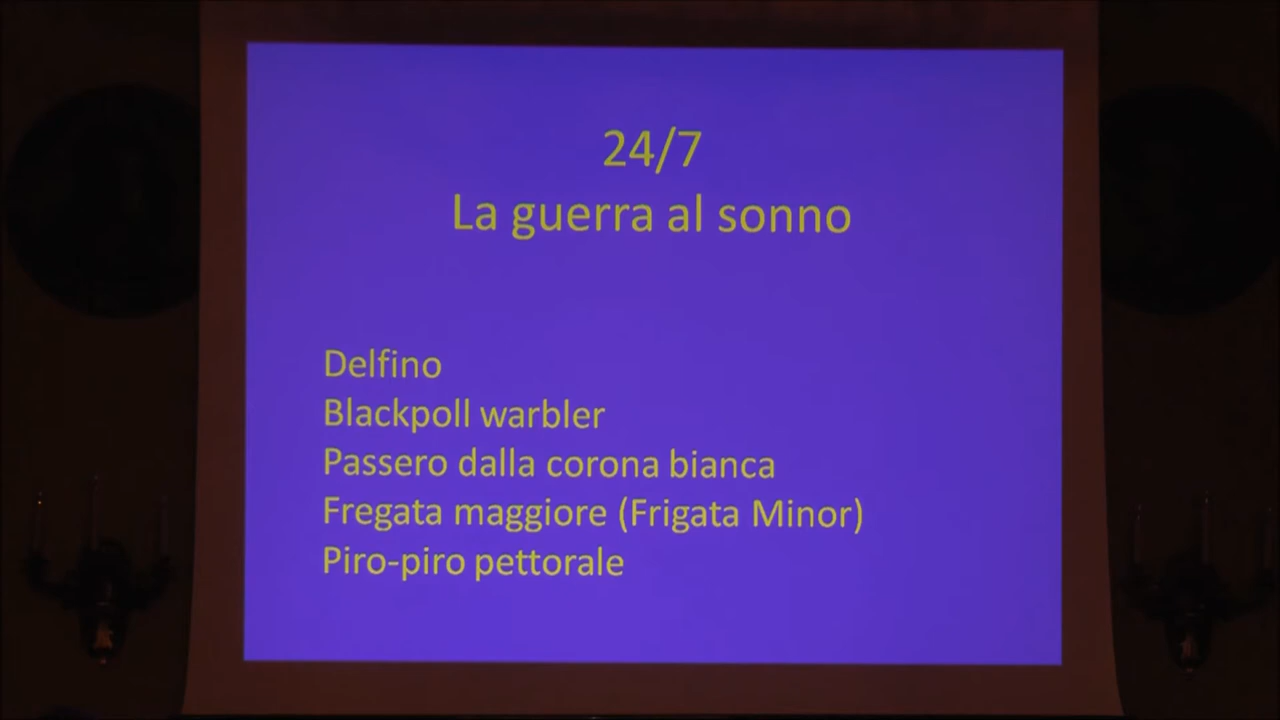 24/7
La guerra al sonno
Delfino
Blackpoll warbler
Passero dalla corona bianca
Fregata maggiore (Frigata Minor)
Piro-piro pettorale